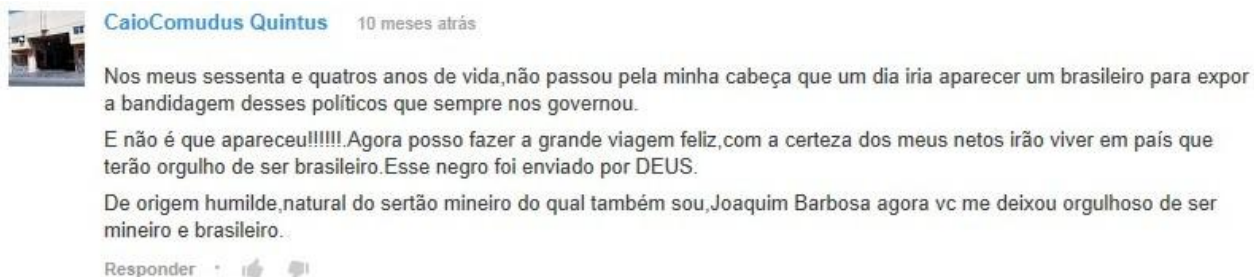 CaioComudus Quintus 10 meses atrás
Nos meus sessenta e quatros anos de vida,não passou pela minha cabeça que um dia iria aparecer um brasileiro para expor
a bandidagem desses políticos que sempre nos governou.
E não é que apareceu!!!!!!.Agora posso fazer a grande viagem feliz,com a certeza dos meus netos irão viver em país que
terão orgulho de ser brasileiro.Esse negro foi enviado por DEUS.
De origem humilde,natural do sertão mineiro do qual também sou,Joaquim Barbosa agora vc me deixou orgulhoso de ser
mineiro e brasileiro.
Responder